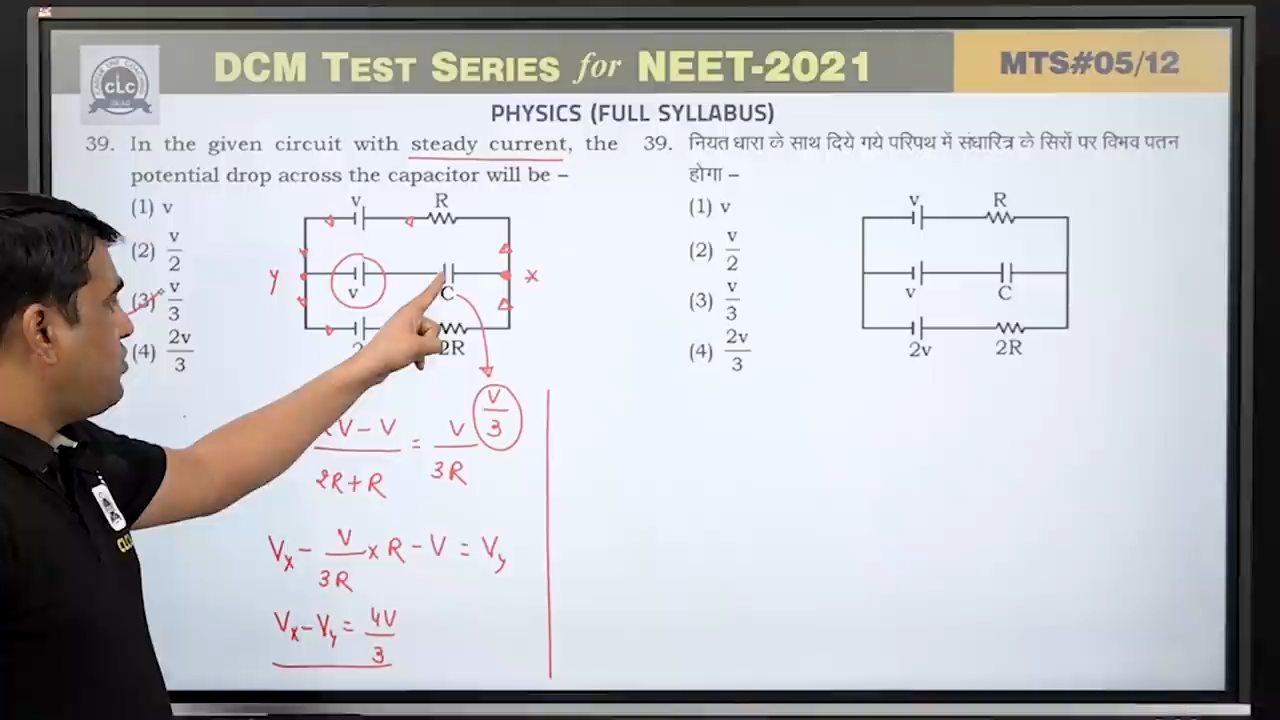 DCM TEST SERIES for NEET-2021
MTS#05/12
CLC
PHYSICS (FULL SYLLABUS)
39. In the given circuit with steady current, the
potential drop across the capacitor will be –
(1) v
(2) v/2
(3) v/3
(4) 2v/3
v R
y v C x
2R
V/3
V – V / 2R + R = V / 3R
Vx – V/3R × R – V = Vy
Vx – Vy = 4V/3
39. नियत धारा के साथ दिये गये परिपथ में संधारित्र के सिरों पर विभव पतन
होगा –
(1) v
(2) v/2
(3) v/3
(4) 2v/3
v R
v C
2v 2R